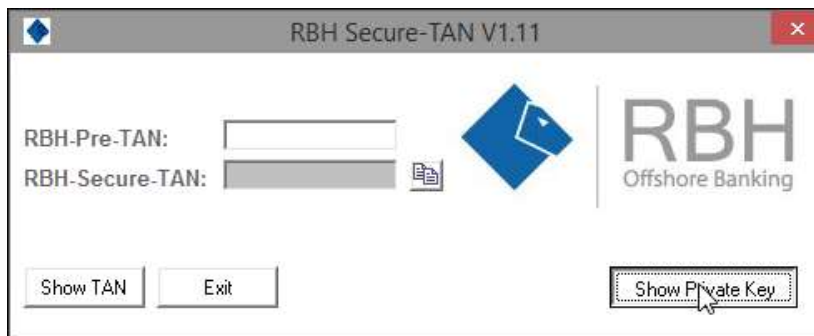 RBH Secure-TAN V1.11
RBH-Pre-TAN:
RBH-Secure-TAN:
RBH
Offshore Banking
Show TAN
Exit
Show Private Key